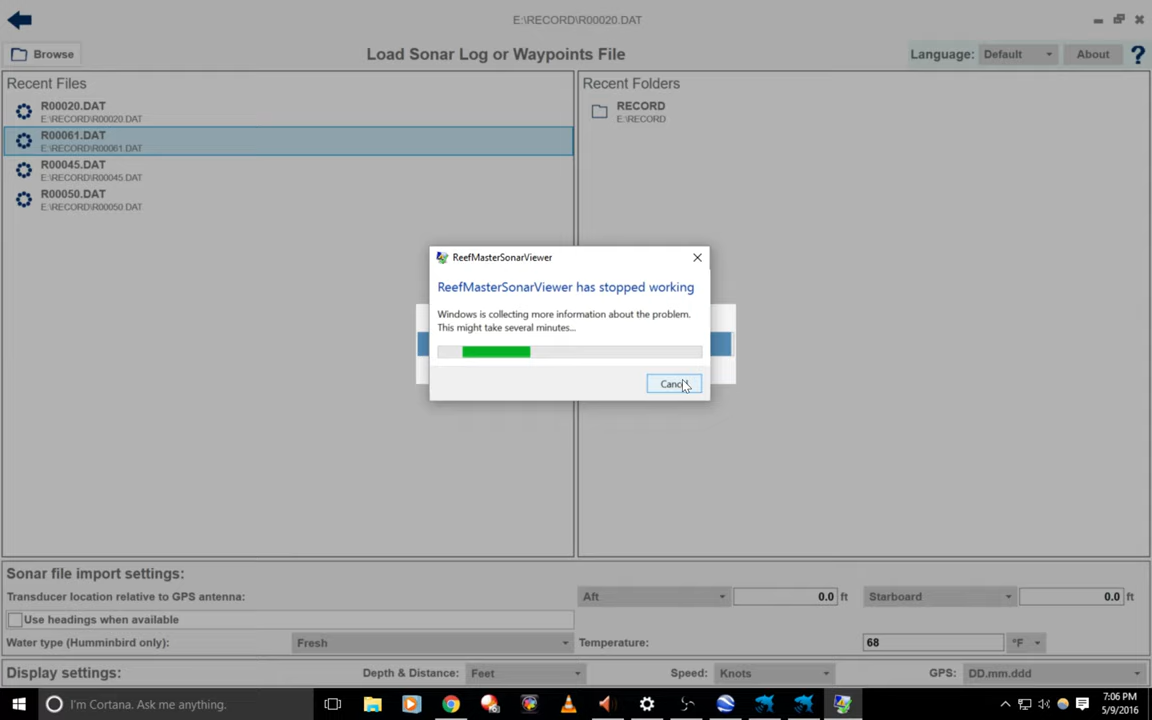 E:\RECORD\R00020.DAT
Browse
Load Sonar Log or Waypoints File
Language: Default About ?
Recent Files
R00020.DAT
E:\RECORD\R00020.DAT
R00061.DAT
E:\RECORD\R00061.DAT
R00045.DAT
E:\RECORD\R00045.DAT
R00050.DAT
E:\RECORD\R00050.DAT
Recent Folders
RECORD
E:\RECORD
ReefMasterSonarViewer
ReefMasterSonarViewer has stopped working
Windows is collecting more information about the problem.
This might take several minutes...
Cancel
Sonar file import settings:
Transducer location relative to GPS antenna: Aft 0.0 ft Starboard 0.0 ft
Use headings when available
Water type (Humminbird only): Fresh Temperature: 68 °F
Display settings: Depth & Distance: Feet Speed: Knots GPS: DD.mm.ddd
I'm Cortana. Ask me anything.
7:06 PM
5/9/2016